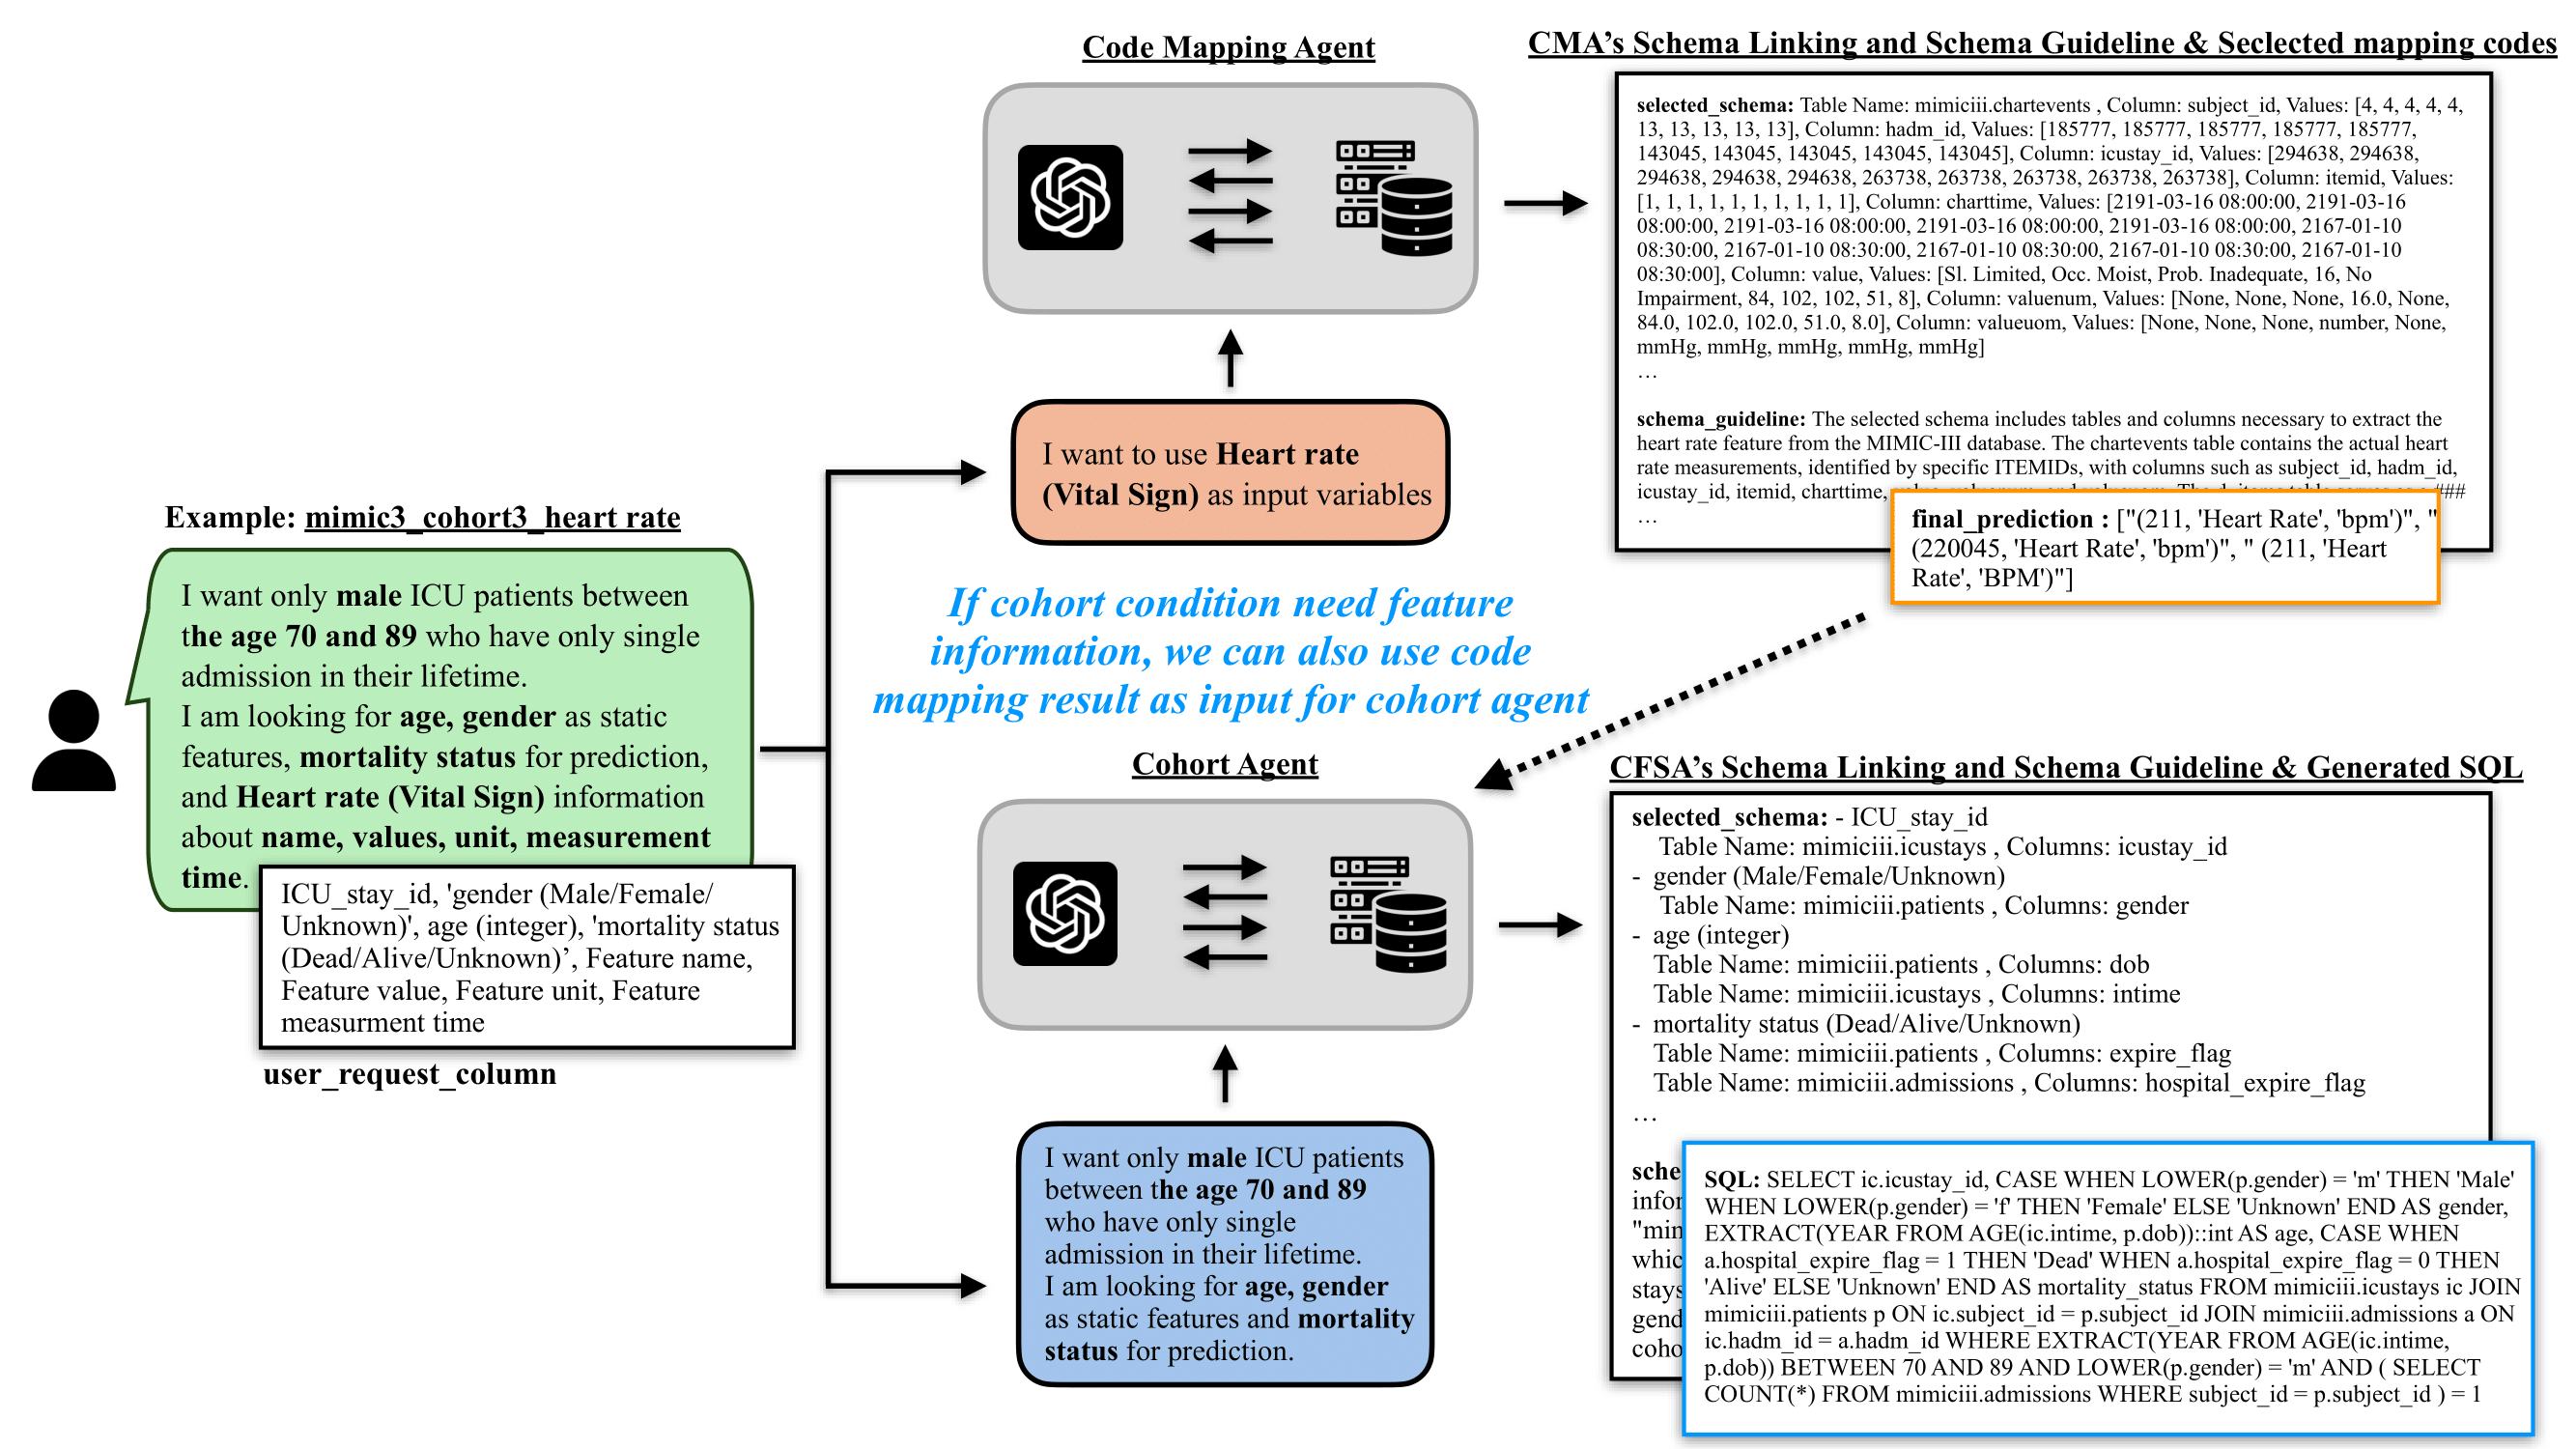 Code Mapping Agent
CMA's Schema Linking and Schema Guideline & Seclected mapping codes
selected_schema: Table Name: mimiciii.chartevents , Column: subject_id, Values: [4, 4, 4, 4, 4,
13, 13, 13, 13, 13], Column: hadm_id, Values: [185777, 185777, 185777, 185777, 185777,
143045, 143045, 143045, 143045, 143045], Column: icustay_id, Values: [294638, 294638,
294638, 294638, 294638, 263738, 263738, 263738, 263738, 263738], Column: itemid, Values:
[1, 1, 1, 1, 1, 1, 1, 1, 1, 1], Column: charttime, Values: [2191-03-16 08:00:00, 2191-03-16
08:00:00, 2191-03-16 08:00:00, 2191-03-16 08:00:00, 2191-03-16 08:00:00, 2167-01-10
08:30:00, 2167-01-10 08:30:00, 2167-01-10 08:30:00, 2167-01-10 08:30:00, 2167-01-10
08:30:00], Column: value, Values: [Sl. Limited, Occ. Moist, Prob. Inadequate, 16, No
Impairment, 84, 102, 102, 51, 8], Column: valuenum, Values: [None, None, None, 16.0, None,
84.0, 102.0, 102.0, 51.0, 8.0], Column: valueuom, Values: [None, None, None, number, None,
mmHg, mmHg, mmHg, mmHg, mmHg]
…
schema_guideline: The selected schema includes tables and columns necessary to extract the
heart rate feature from the MIMIC-III database. The chartevents table contains the actual heart
rate measurements, identified by specific ITEMIDs, with columns such as subject_id, hadm_id,
icustay_id, itemid, charttime, ###
…
final_prediction : ["(211, 'Heart Rate', 'bpm')", "
(220045, 'Heart Rate', 'bpm')", " (211, 'Heart
Rate', 'BPM')"]
I want to use Heart rate
(Vital Sign) as input variables
Example: mimic3_cohort3_heart rate
I want only male ICU patients between
the age 70 and 89 who have only single
admission in their lifetime.
I am looking for age, gender as static
features, mortality status for prediction,
and Heart rate (Vital Sign) information
about name, values, unit, measurement
time.
ICU_stay_id, 'gender (Male/Female/
Unknown)', age (integer), 'mortality status
(Dead/Alive/Unknown)’, Feature name,
Feature value, Feature unit, Feature
measurment time
user_request_column
If cohort condition need feature
information, we can also use code
mapping result as input for cohort agent
Cohort Agent
I want only male ICU patients
between the age 70 and 89
who have only single
admission in their lifetime.
I am looking for age, gender
as static features and mortality
status for prediction.
CFSA's Schema Linking and Schema Guideline & Generated SQL
selected_schema: - ICU_stay_id
Table Name: mimiciii.icustays , Columns: icustay_id
- gender (Male/Female/Unknown)
Table Name: mimiciii.patients , Columns: gender
- age (integer)
Table Name: mimiciii.patients , Columns: dob
Table Name: mimiciii.icustays , Columns: intime
- mortality status (Dead/Alive/Unknown)
Table Name: mimiciii.patients , Columns: expire_flag
Table Name: mimiciii.admissions , Columns: hospital_expire_flag
…
SQL: SELECT ic.icustay_id, CASE WHEN LOWER(p.gender) = 'm' THEN 'Male'
WHEN LOWER(p.gender) = 'f' THEN 'Female' ELSE 'Unknown' END AS gender,
EXTRACT(YEAR FROM AGE(ic.intime, p.dob))::int AS age, CASE WHEN
a.hospital_expire_flag = 1 THEN 'Dead' WHEN a.hospital_expire_flag = 0 THEN
'Alive' ELSE 'Unknown' END AS mortality_status FROM mimiciii.icustays ic JOIN
mimiciii.patients p ON ic.subject_id = p.subject_id JOIN mimiciii.admissions a ON
ic.hadm_id = a.hadm_id WHERE EXTRACT(YEAR FROM AGE(ic.intime,
p.dob)) BETWEEN 70 AND 89 AND LOWER(p.gender) = 'm' AND ( SELECT
COUNT(*) FROM mimiciii.admissions WHERE subject_id = p.subject_id ) = 1